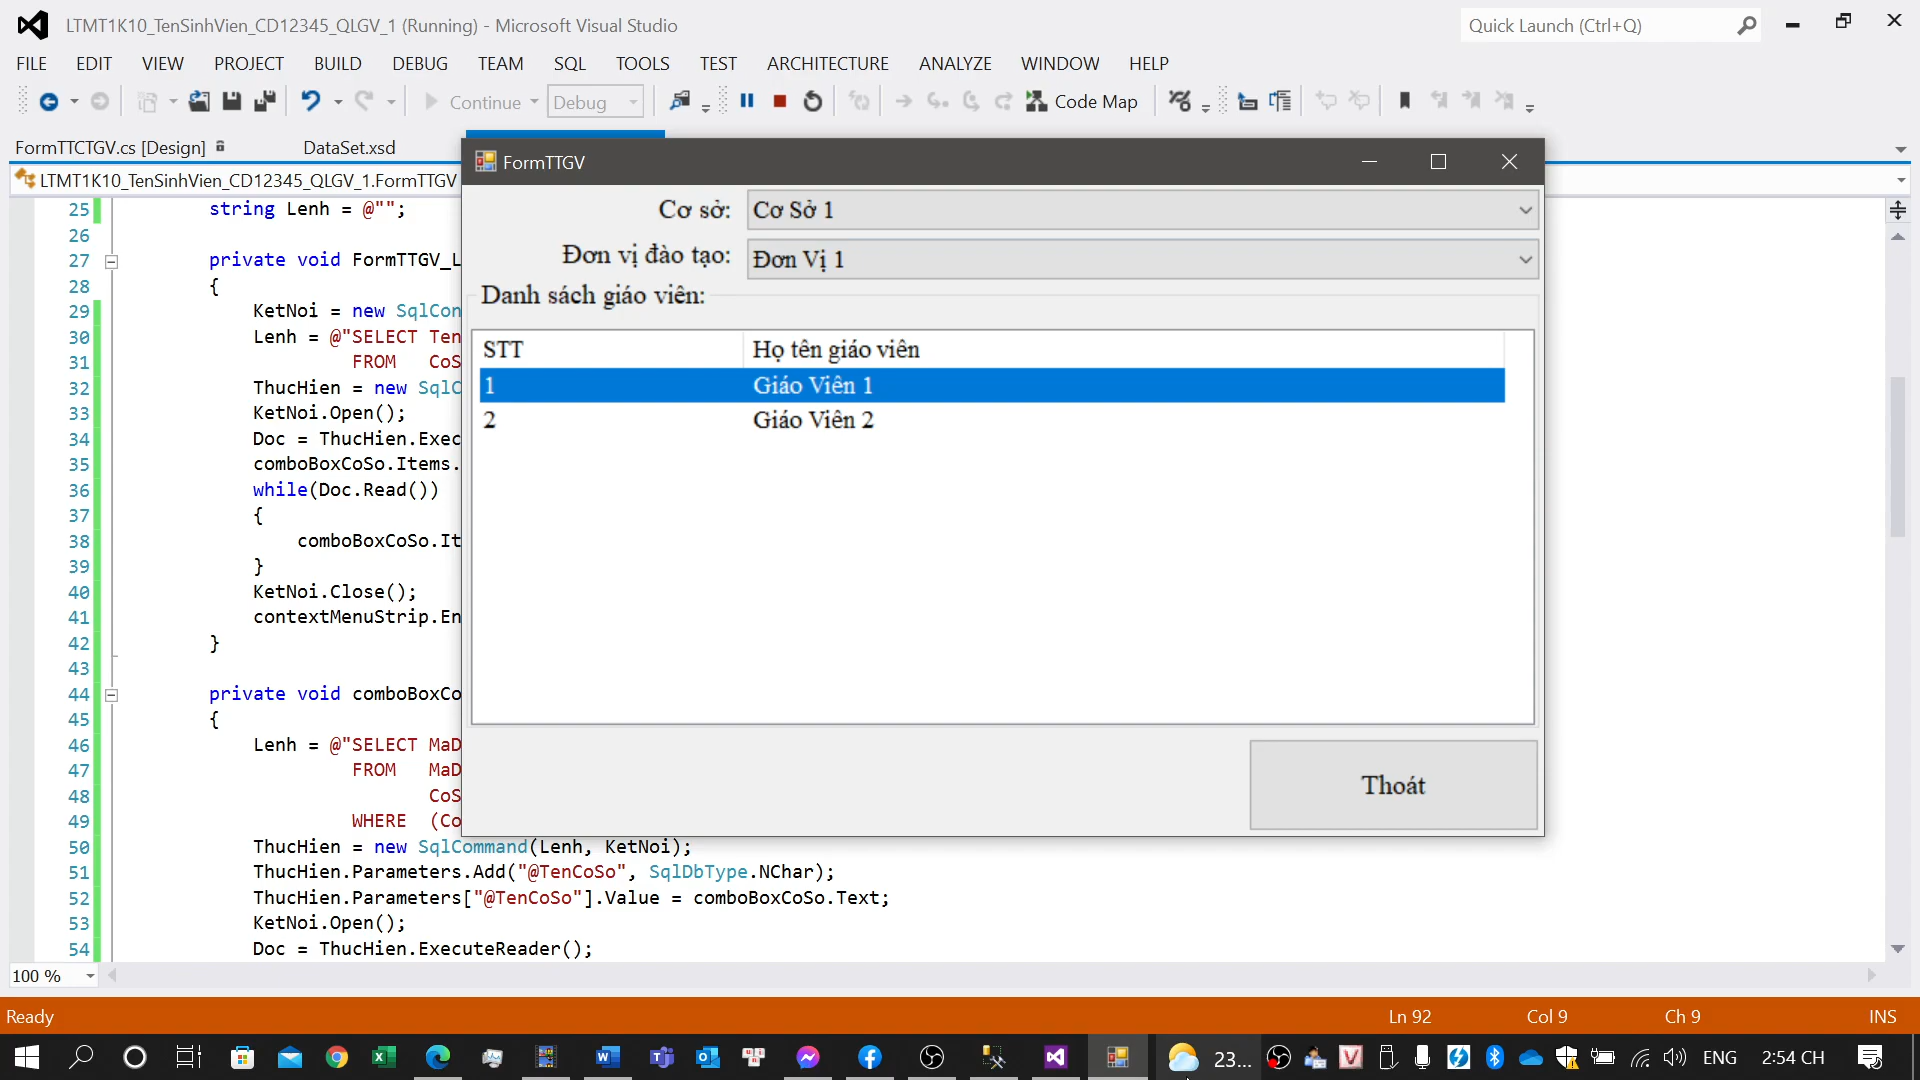 LTMT1K10_TenSinhVien_CD12345_QLGV_1 (Running) - Microsoft Visual Studio
Quick Launch (Ctrl+Q)
FILE EDIT VIEW PROJECT BUILD DEBUG TEAM SQL TOOLS TEST ARCHITECTURE ANALYZE WINDOW HELP
Continue Debug Code Map
FormTTCTGV.cs [Design] DataSet.xsd
LTMT1K10_TenSinhVien_CD12345_QLGV_1.FormTTGV
FormTTGV
Cơ sở: Cơ Sở 1
Đơn vị đào tạo: Đơn Vị 1
Danh sách giáo viên:
STT Họ tên giáo viên
1 Giáo Viên 1
2 Giáo Viên 2
Thoát
25 string Lenh = @"";
26
27 private void FormTTGV_L
28 {
29 KetNoi = new SqlCon
30 Lenh = @"SELECT Ten
31 FROM CoS
32 ThucHien = new SqlC
33 KetNoi.Open();
34 Doc = ThucHien.Exec
35 comboBoxCoSo.Items.
36 while(Doc.Read())
37 {
38 comboBoxCoSo.It
39 }
40 KetNoi.Close();
41 contextMenuStrip.En
42 }
43
44 private void comboBoxCo
45 {
46 Lenh = @"SELECT MaD
47 FROM MaD
48 CoS
49 WHERE (Co
50 ThucHien = new SqlCommand(Lenh, KetNoi);
51 ThucHien.Parameters.Add("@TenCoSo", SqlDbType.NChar);
52 ThucHien.Parameters["@TenCoSo"].Value = comboBoxCoSo.Text;
53 KetNoi.Open();
54 Doc = ThucHien.ExecuteReader();
100 %
Ready Ln 92 Col 9 Ch 9 INS
23... ENG 2:54 CH